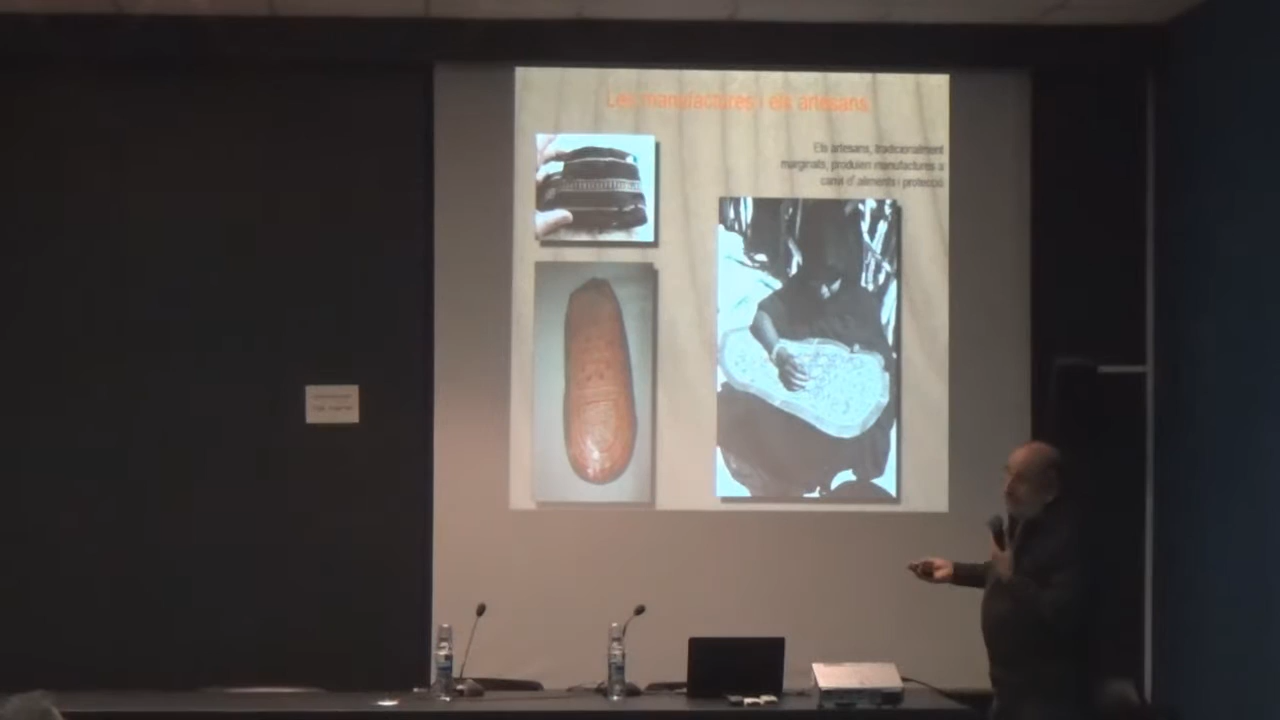 Les manufactures i els artesans
Els artesans, tradicionalment
marginats, produïen manufactures a
canvi d'aliments i protecció